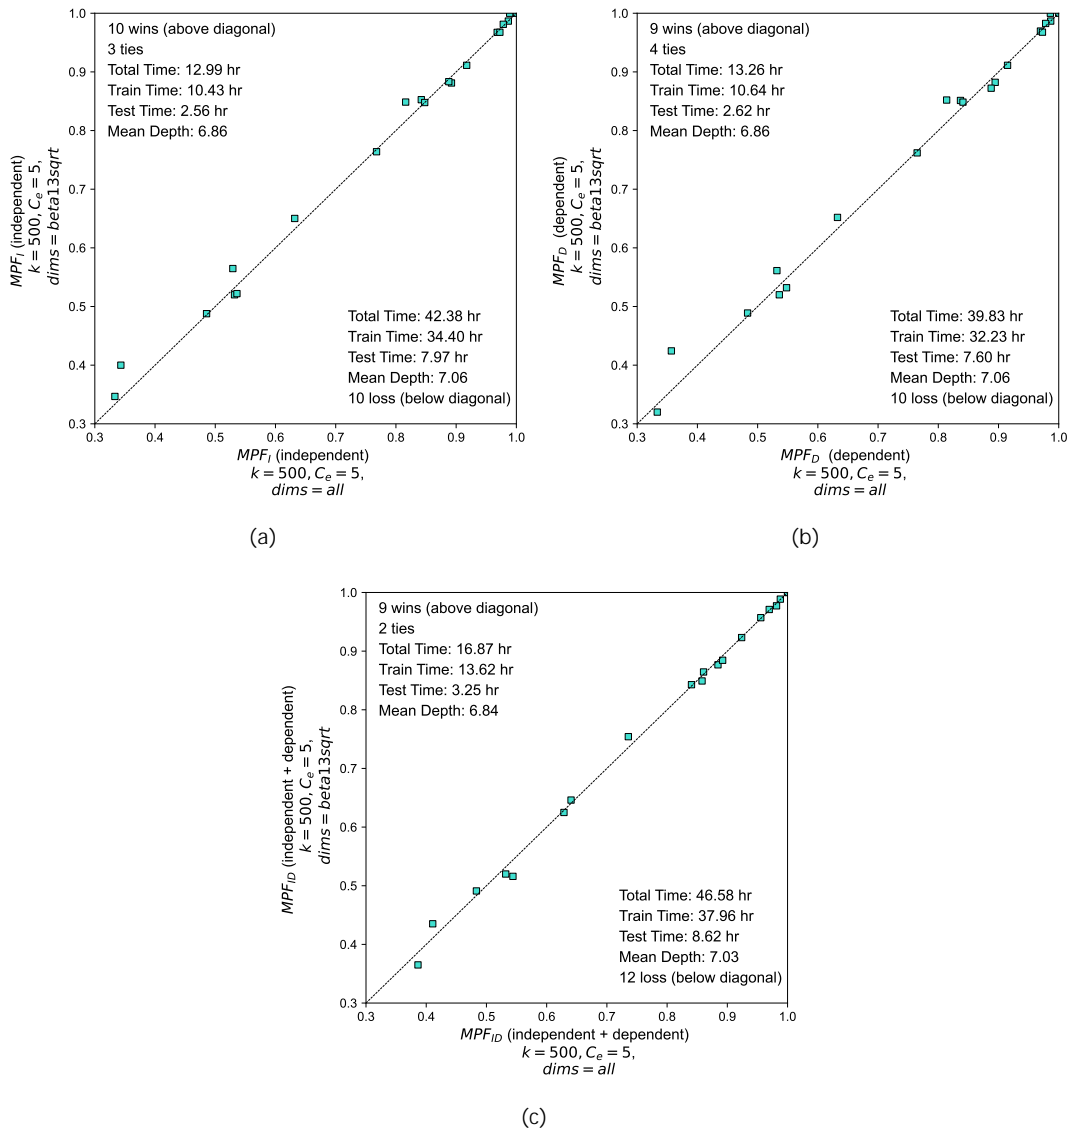 1.0
0.9
0.8
0.7
0.6
0.5
0.4
0.3
0.3
0.4
0.5
0.6
0.7
0.8
0.9
1.0
10 wins (above diagonal)
3 ties
Total Time: 12.99 hr
Train Time: 10.43 hr
Test Time: 2.56 hr
Mean Depth: 6.86
Total Time: 42.38 hr
Train Time: 34.40 hr
Test Time: 7.97 hr
Mean Depth: 7.06
10 loss (below diagonal)
MPF_I (independent)
k = 500, C_e = 5,
dims = beta13sqrt
MPF_I (independent)
k = 500, C_e = 5,
dims = all
(a)
1.0
0.9
0.8
0.7
0.6
0.5
0.4
0.3
0.3
0.4
0.5
0.6
0.7
0.8
0.9
1.0
9 wins (above diagonal)
4 ties
Total Time: 13.26 hr
Train Time: 10.64 hr
Test Time: 2.62 hr
Mean Depth: 6.86
Total Time: 39.83 hr
Train Time: 32.23 hr
Test Time: 7.60 hr
Mean Depth: 7.06
10 loss (below diagonal)
MPF_D (dependent)
k = 500, C_e = 5,
dims = beta13sqrt
MPF_D (dependent)
k = 500, C_e = 5,
dims = all
(b)
1.0
0.9
0.8
0.7
0.6
0.5
0.4
0.3
0.3
0.4
0.5
0.6
0.7
0.8
0.9
1.0
9 wins (above diagonal)
2 ties
Total Time: 16.87 hr
Train Time: 13.62 hr
Test Time: 3.25 hr
Mean Depth: 6.84
Total Time: 46.58 hr
Train Time: 37.96 hr
Test Time: 8.62 hr
Mean Depth: 7.03
12 loss (below diagonal)
MPF_ID (independent + dependent)
k = 500, C_e = 5,
dims = beta13sqrt
MPF_ID (independent + dependent)
k = 500, C_e = 5,
dims = all
(c)